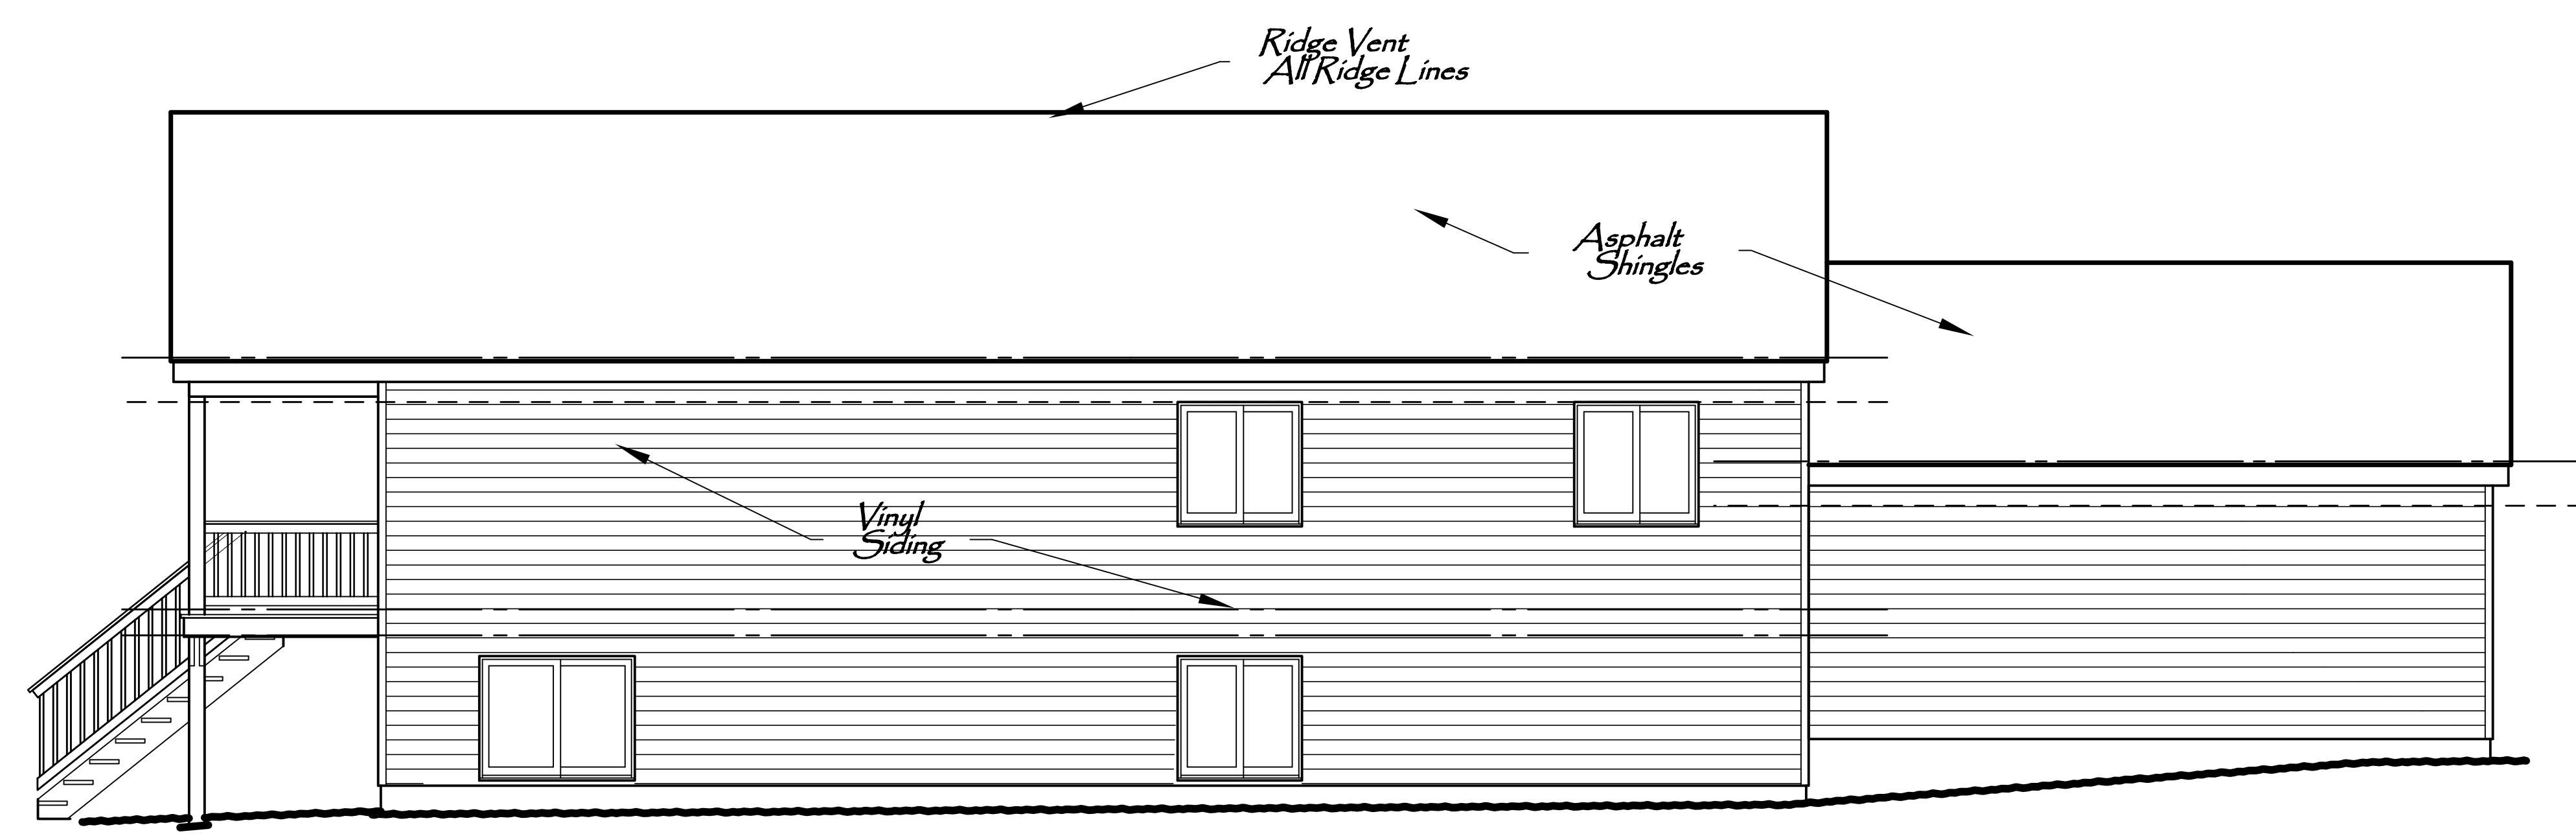 Ridge Vent
All Ridge Lines
Asphalt
Shingles
Vinyl
Siding